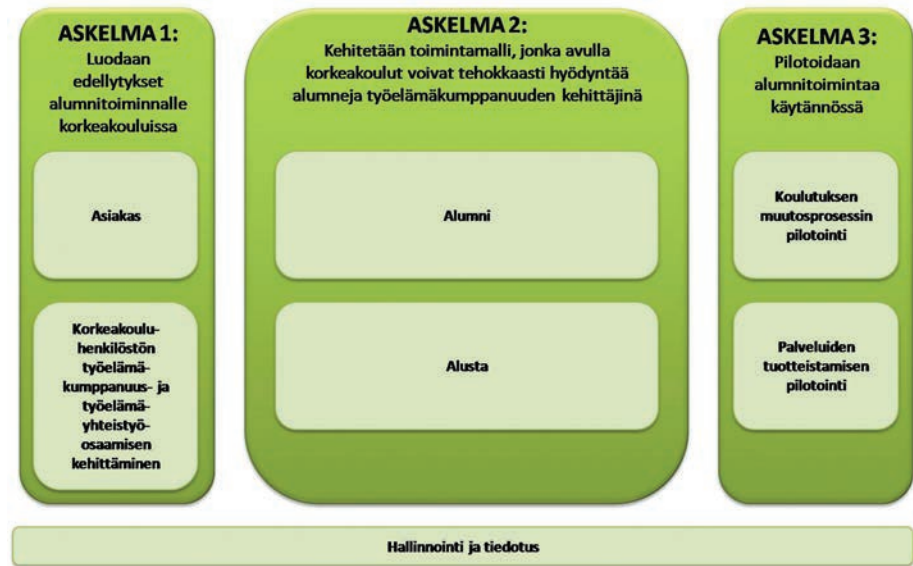 ASKELMA 1:
Luodaan
edellytykset
alumnitoiminnalle
korkeakouluissa
Asiakas
Korkeakoulu-
henkilöstön
työelämä-
kumppanuus- ja
työelämä-
yhteistyö-
osaamisen
kehittäminen
ASKELMA 2:
Kehitetään toimintamalli, jonka avulla
korkeakoulut voivat tehokkaasti hyödyntää
alumneja työelämäkumppanuuden kehittäjinä
Alumni
Alusta
ASKELMA 3:
Pilotoidaan
alumnitoimintaa
käytännössä
Koulutuksen
muutosprosessin
pilotointi
Palveluiden
tuotteistamisen
pilotointi
Hallinnointi ja tiedotus